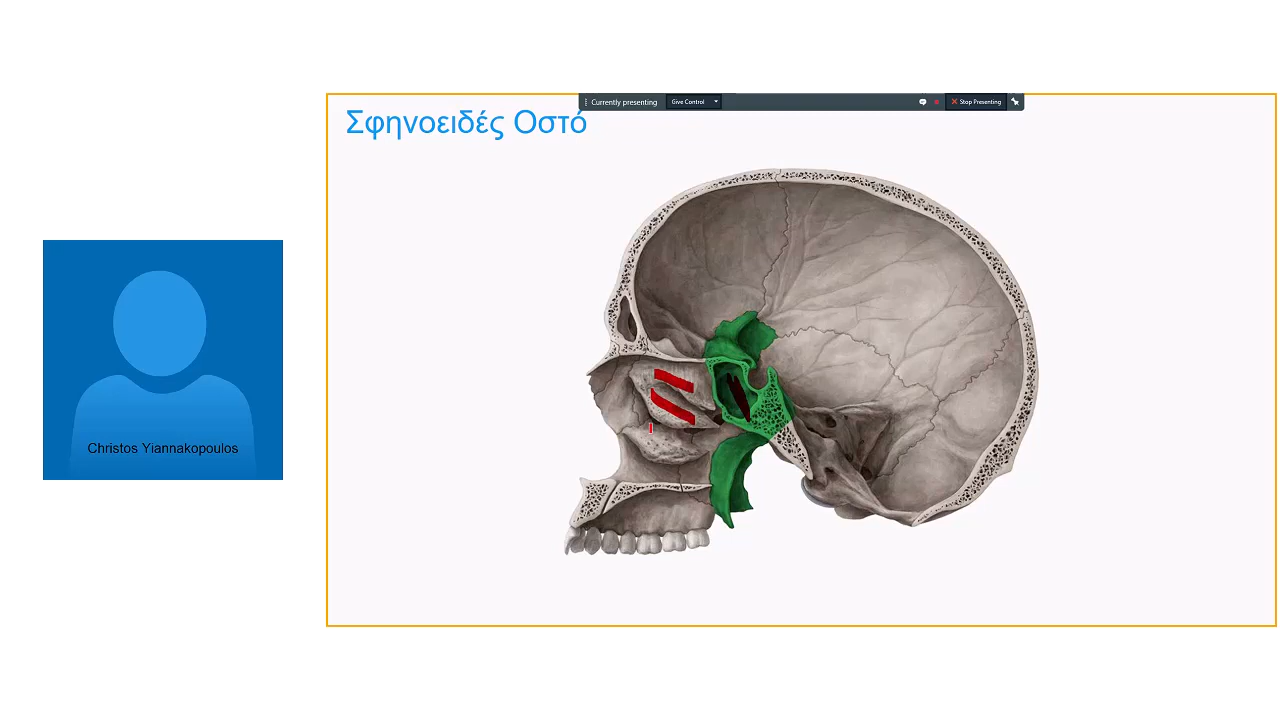 Currently presenting Give Control Stop Presenting
Σφηνοειδές Οστό
Christos Yiannakopoulos